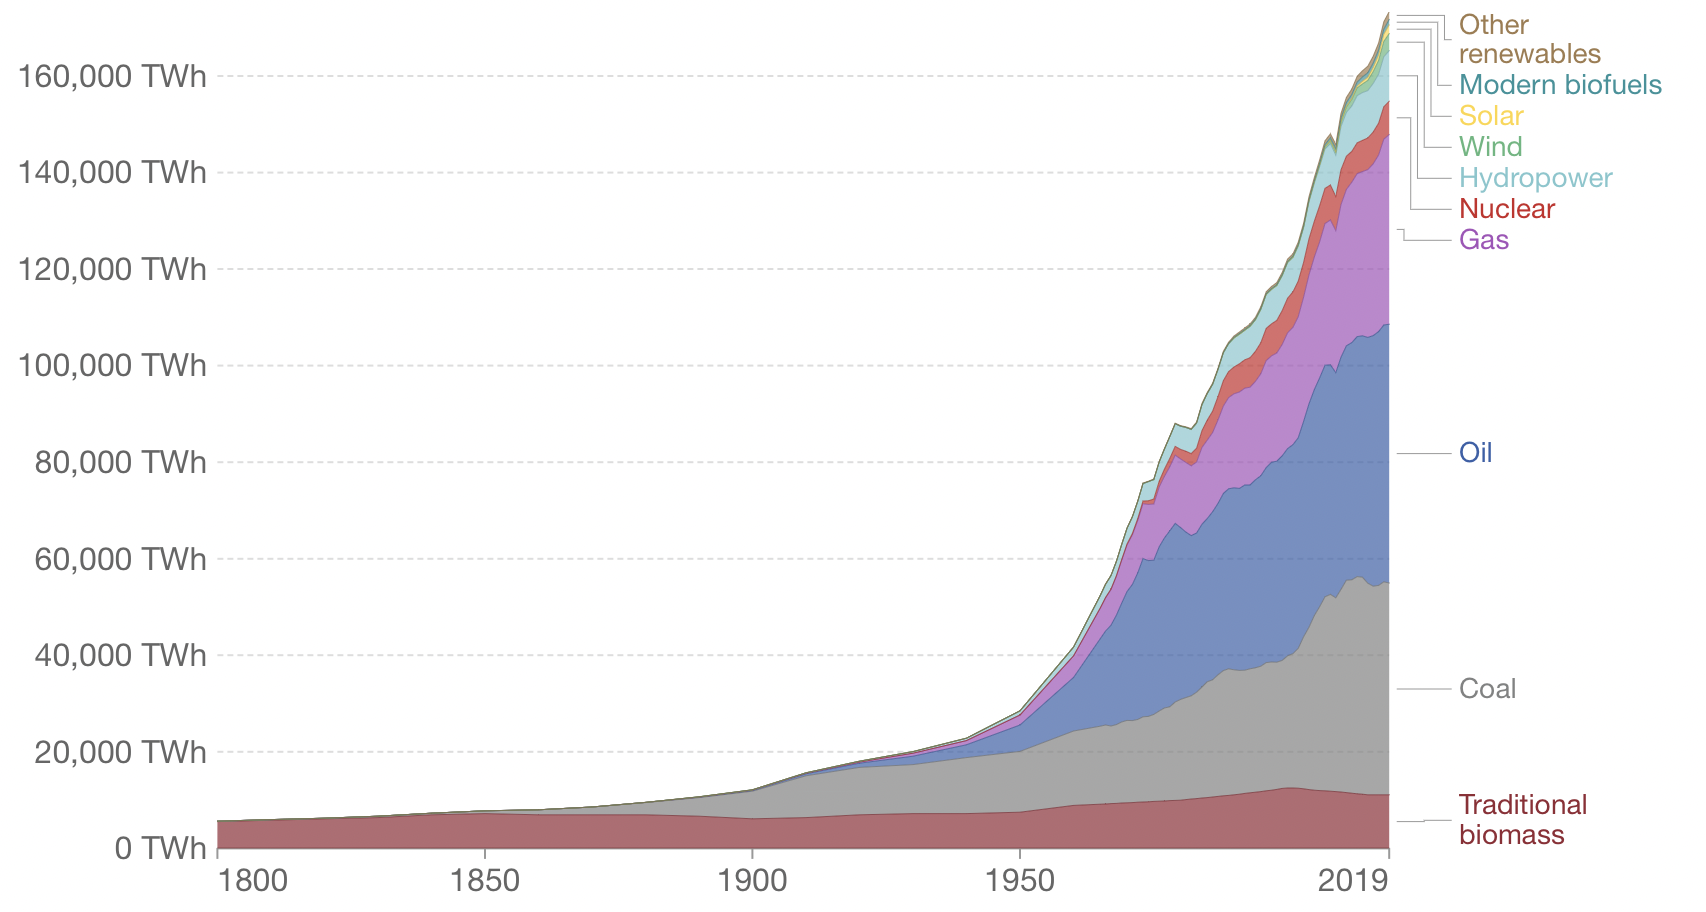 160,000 TWh
140,000 TWh
120,000 TWh
100,000 TWh
80,000 TWh
60,000 TWh
40,000 TWh
20,000 TWh
0 TWh
1800
1850
1900
1950
2019
Other
renewables
Modern biofuels
Solar
Wind
Hydropower
Nuclear
Gas
Oil
Coal
Traditional
biomass